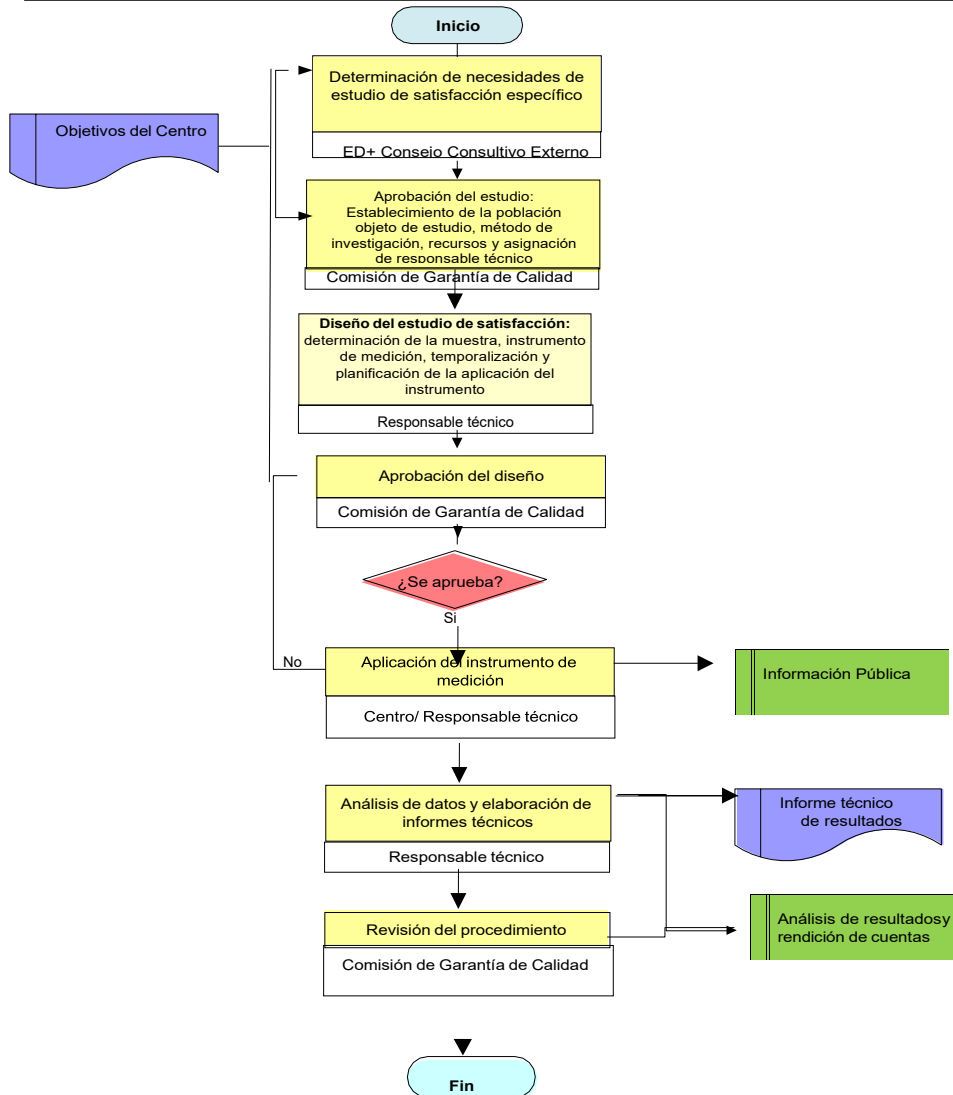 Inicio
Determinación de necesidades de
estudio de satisfacción específico
Objetivos del Centro
ED+ Consejo Consultivo Externo
Aprobación del estudio:
Establecimiento de la población
objeto de estudio, método de
investigación, recursos y asignación
de responsable técnico
Comisión de Garantía de Calidad
Diseño del estudio de satisfacción:
determinación de la muestra, instrumento
de medición, temporalización y
planificación de la aplicación del
instrumento
Responsable técnico
Aprobación del diseño
Comisión de Garantía de Calidad
¿Se aprueba?
Si
No
Aplicación del instrumento de
medición
Información Pública
Centro/ Responsable técnico
Análisis de datos y elaboración de
informes técnicos
Informe técnico
de resultados
Responsable técnico
Revisión del procedimiento
Análisis de resultadosy
rendición de cuentas
Comisión de Garantía de Calidad
Fin